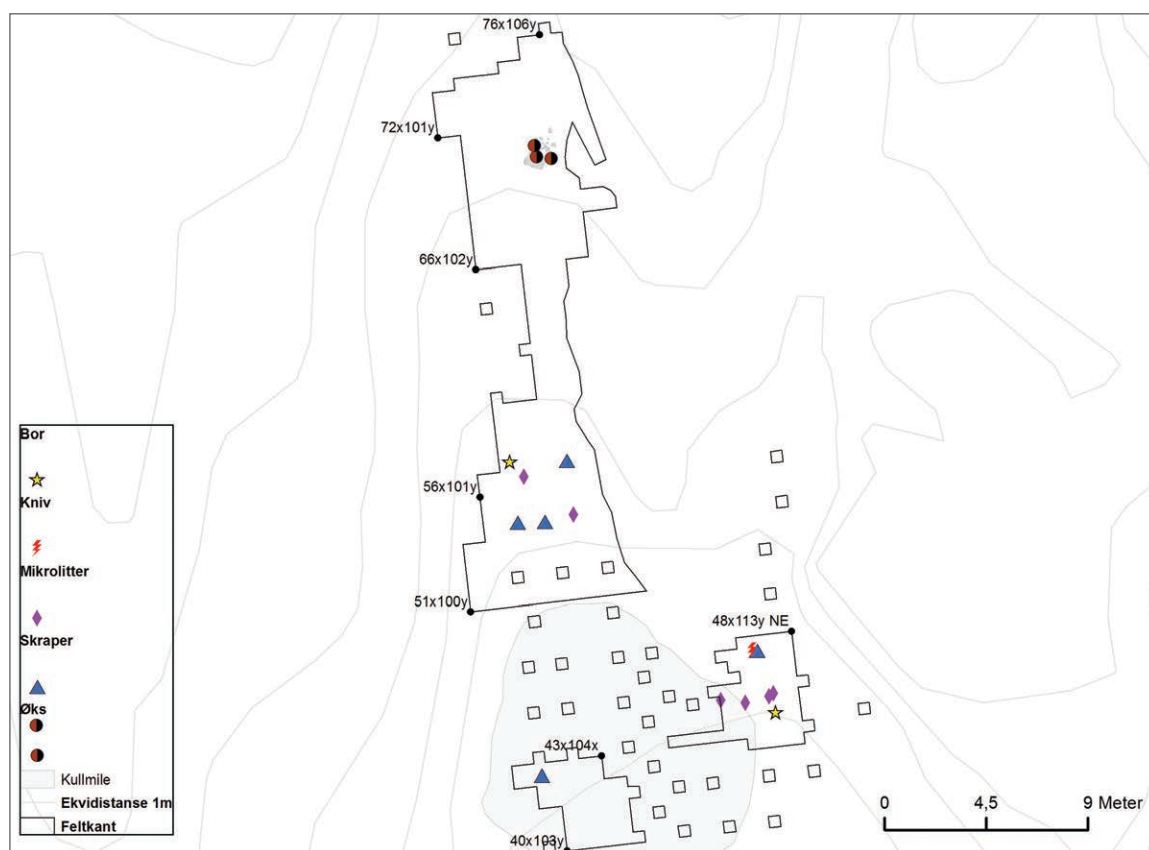 76x106y
72x101y
66x102y
56x101y
51x100y
48x113y NE
43x104x
40x103y
Bor
Kniv
Mikrolitter
Skraper
Øks
Kullmile
Ekvidistanse 1m
Feltkant
0 4,5 9 Meter